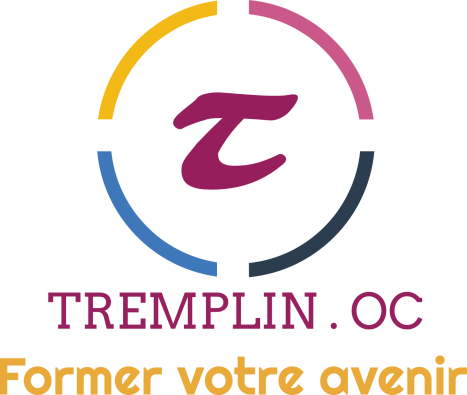 τ
TREMPLIN . OC
Former votre avenir